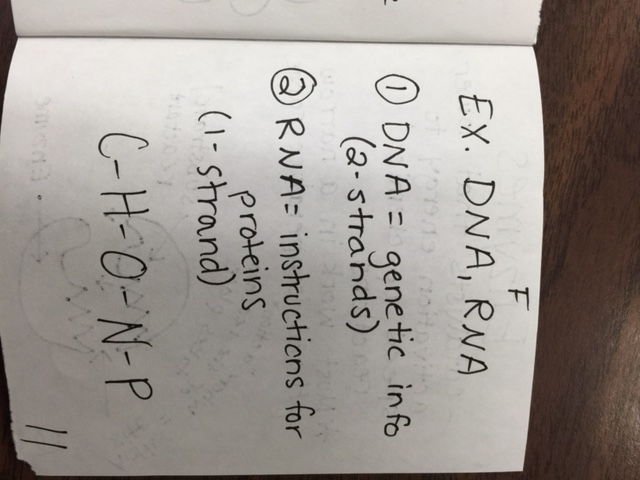 F
EX. DNA, RNA
① DNA = genetic info
(2-strands)
② RNA = instructions for
proteins
(1-strand)
C-H-O-N-P
11